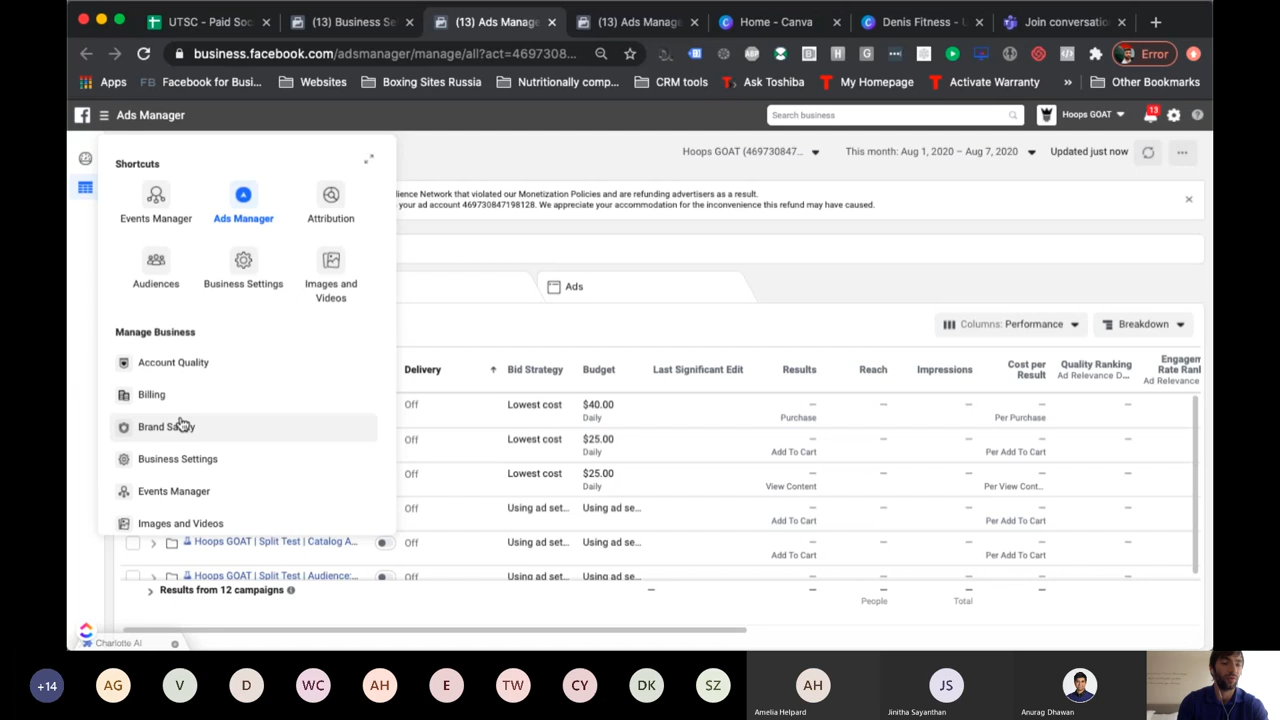 UTSC - Paid Soc
(13) Business Se
(13) Ads Manage
(13) Ads Manage
Home - Canva
Denis Fitness - U
Join conversatio
business.facebook.com/adsmanager/manage/all?act=4697308...
Error
Apps
Facebook for Busi...
Websites
Boxing Sites Russia
Nutritionally comp...
CRM tools
Ask Toshiba
My Homepage
Activate Warranty
»
Other Bookmarks
Ads Manager
Search business
Hoops GOAT
13
Shortcuts
Events Manager
Ads Manager
Attribution
Audiences
Business Settings
Images and Videos
Manage Business
Account Quality
Billing
Brand Safety
Business Settings
Events Manager
Images and Videos
Hoops GOAT (469730847...
This month: Aug 1, 2020 – Aug 7, 2020
Updated just now
ience Network that violated our Monetization Policies and are refunding advertisers as a result.
your ad account 469730847198128. We appreciate your accommodation for the inconvenience this refund may have caused.
Ads
Columns: Performance
Breakdown
Delivery
Bid Strategy
Budget
Last Significant Edit
Results
Reach
Impressions
Cost per Result
Quality Ranking
Ad Relevance D...
Engagem
Rate Rank
Ad Relevance
Off
Lowest cost
$40.00
Daily
Purchase
Per Purchase
Off
Lowest cost
$25.00
Daily
Add To Cart
Per Add To Cart
Off
Lowest cost
$25.00
Daily
View Content
Per View Cont...
Off
Using ad set...
Using ad se...
Add To Cart
Per Add To Cart
Hoops GOAT | Split Test | Catalog A...
Off
Using ad set...
Using ad se...
Add To Cart
Per Add To Cart
Hoops GOAT | Split Test | Audience:...
Off
Using ad set...
Using ad se...
Results from 12 campaigns
People
Total
Charlotte AI
+14
AG
V
D
WC
AH
E
TW
CY
DK
SZ
AH
Amelia Helpard
JS
Jinitha Sayanthan
Anurag Dhawan